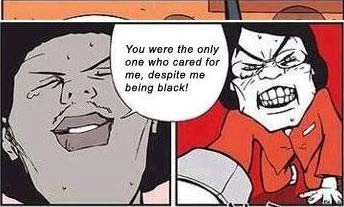 You were the only
one who cared for
me, despite me
being black!